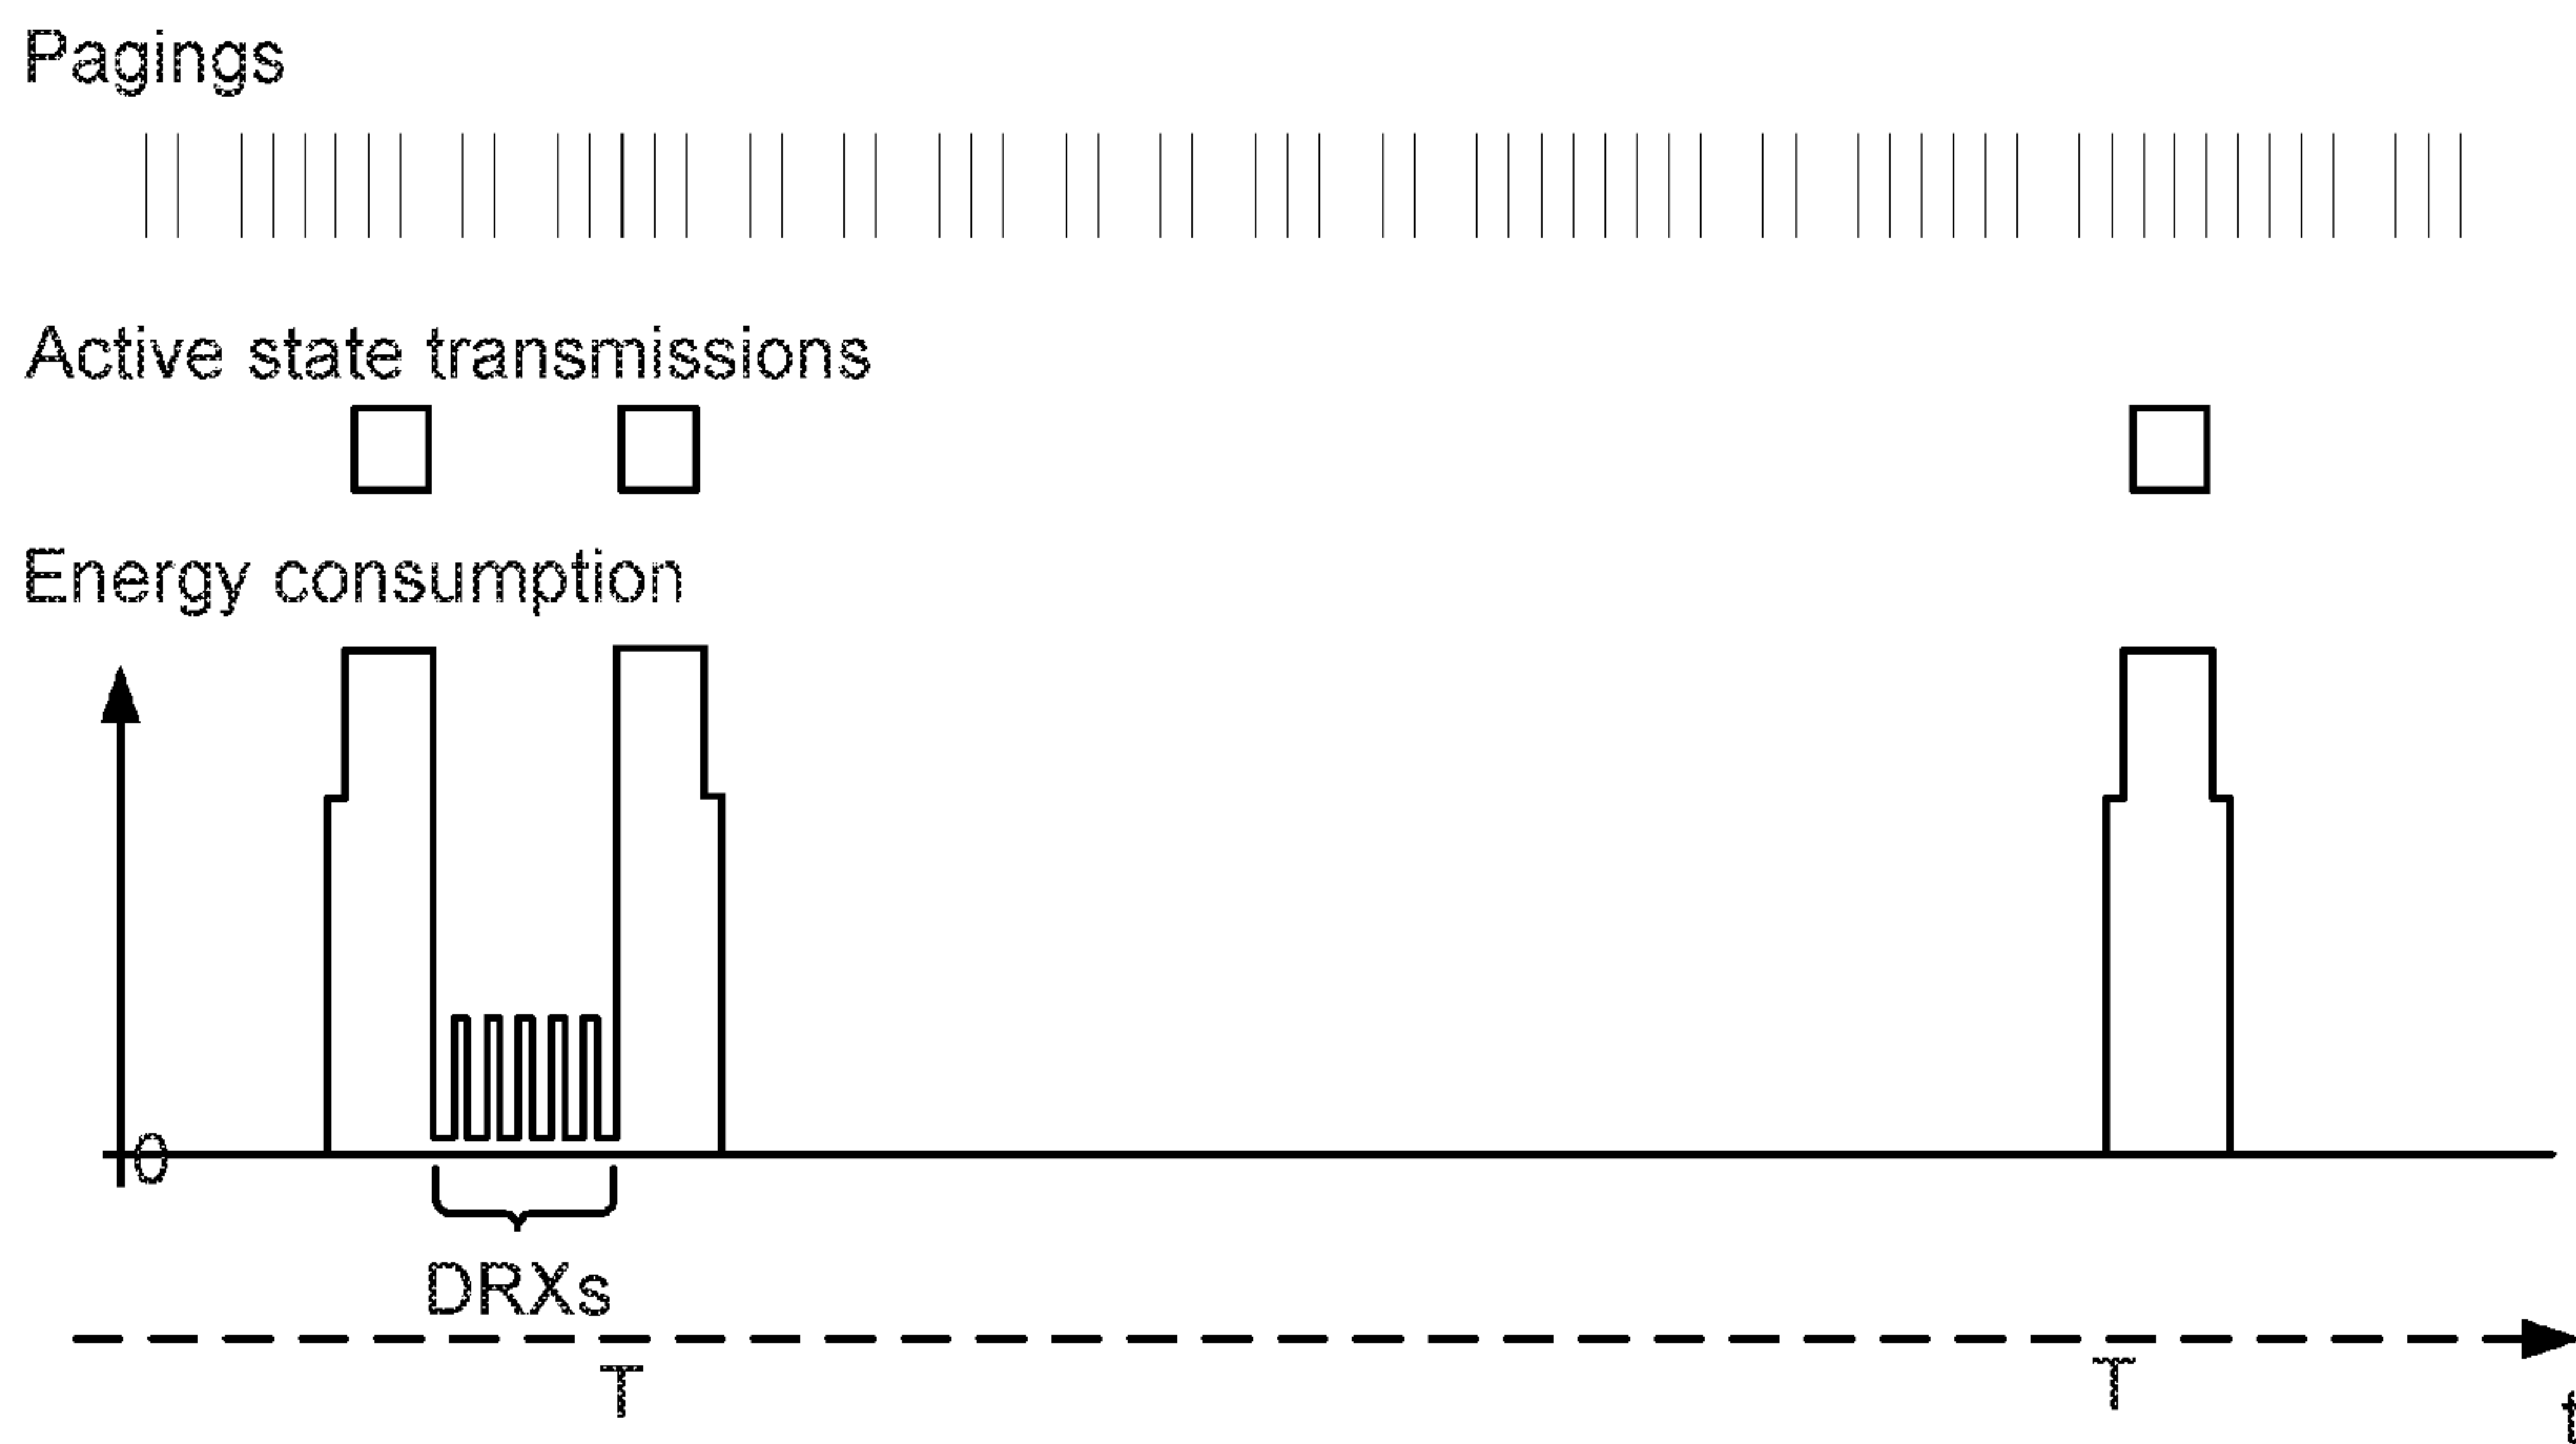 Pagings
Active state transmissions
Energy consumption
0
DRXs
T T
t